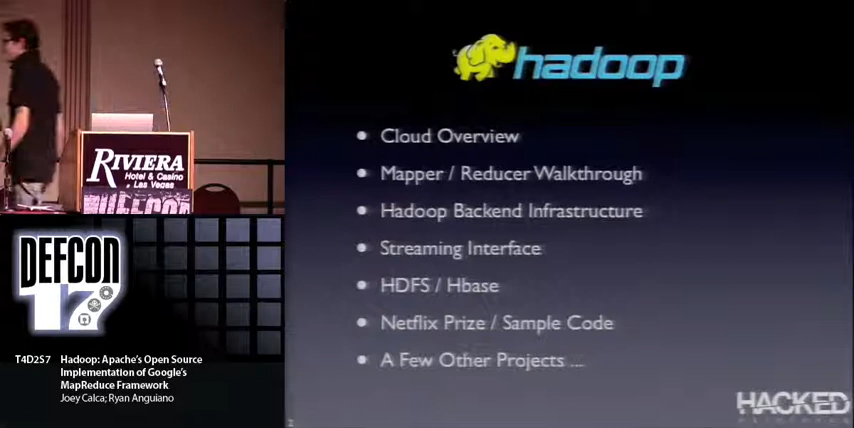 RIVIERA
Hotel & Casino
Las Vegas
DEFCON
17
T4D2S7 Hadoop: Apache's Open Source
Implementation of Google's
MapReduce Framework
Joey Calca; Ryan Anguiano
hadoop
Cloud Overview
Mapper / Reducer Walkthrough
Hadoop Backend Infrastructure
Streaming Interface
HDFS / Hbase
Netflix Prize / Sample Code
A Few Other Projects ...
HACKED